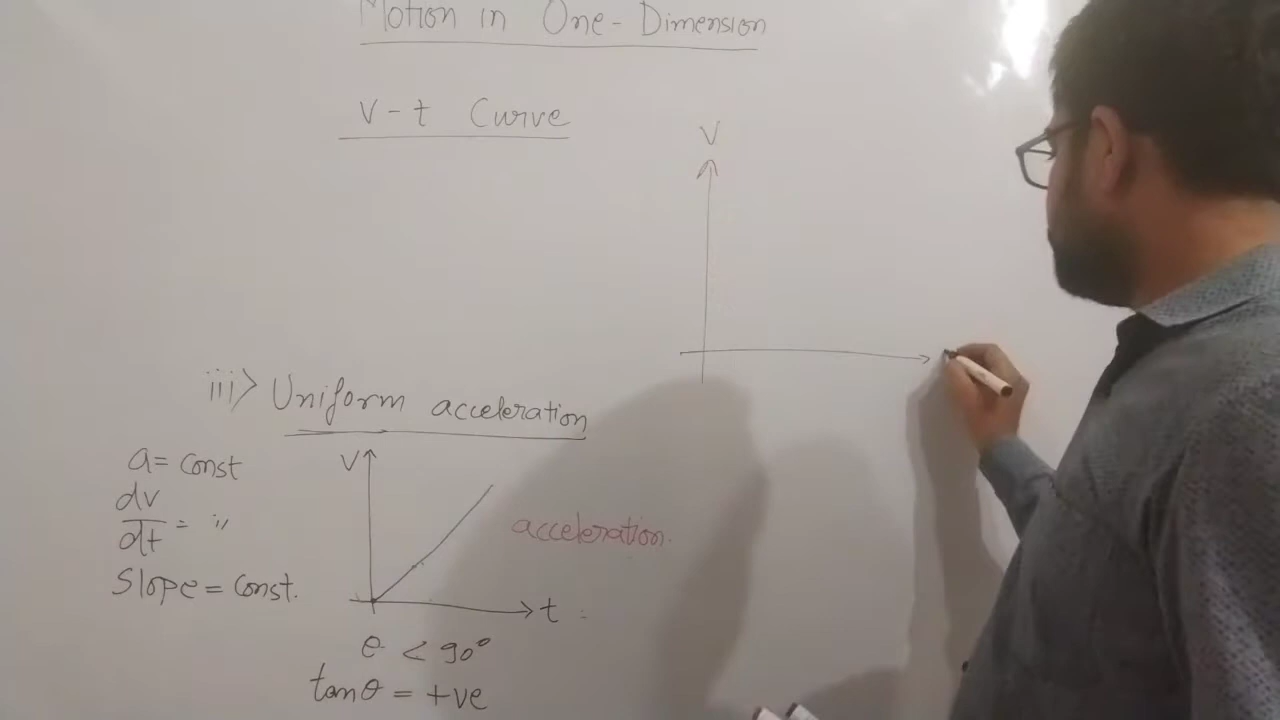 Motion in One-Dimension
v-t Curve
V
iii> Uniform acceleration
a = Const
dv/dt = "
Slope = Const.
V
acceleration.
t
θ < 90°
tanθ = +ve